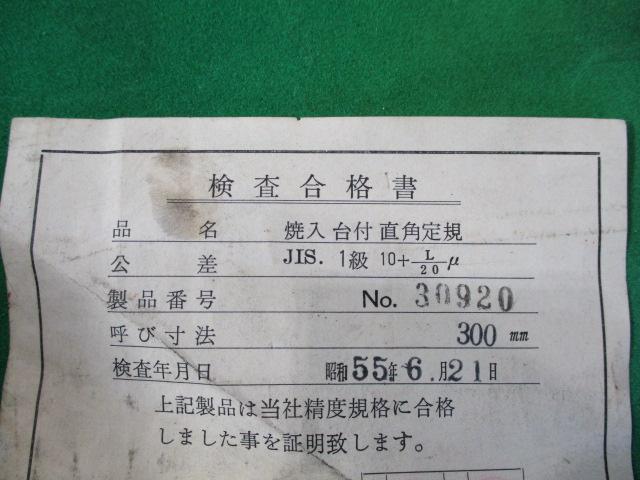 検査合格書
品名 焼入 台付 直角定規
公差 JIS. 1級 10+L/20 μ
製品番号 No. 30920
呼び寸法 300 mm
検査年月日 昭和55年6.月21日
上記製品は当社精度規格に合格
しました事を証明致します。